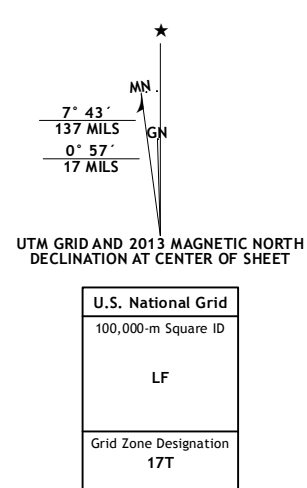 ★
MN
7° 43´
137 MILS
GN
0° 57´
17 MILS
UTM GRID AND 2013 MAGNETIC NORTH
DECLINATION AT CENTER OF SHEET
U.S. National Grid
100,000-m Square ID
LF
Grid Zone Designation
17T